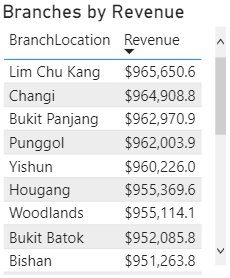 Branches by Revenue
BranchLocation Revenue
Lim Chu Kang $965,650.6
Changi $964,908.8
Bukit Panjang $962,970.9
Punggol $962,003.9
Yishun $960,226.0
Hougang $955,369.6
Woodlands $955,114.1
Bukit Batok $952,085.8
Bishan $951,263.8